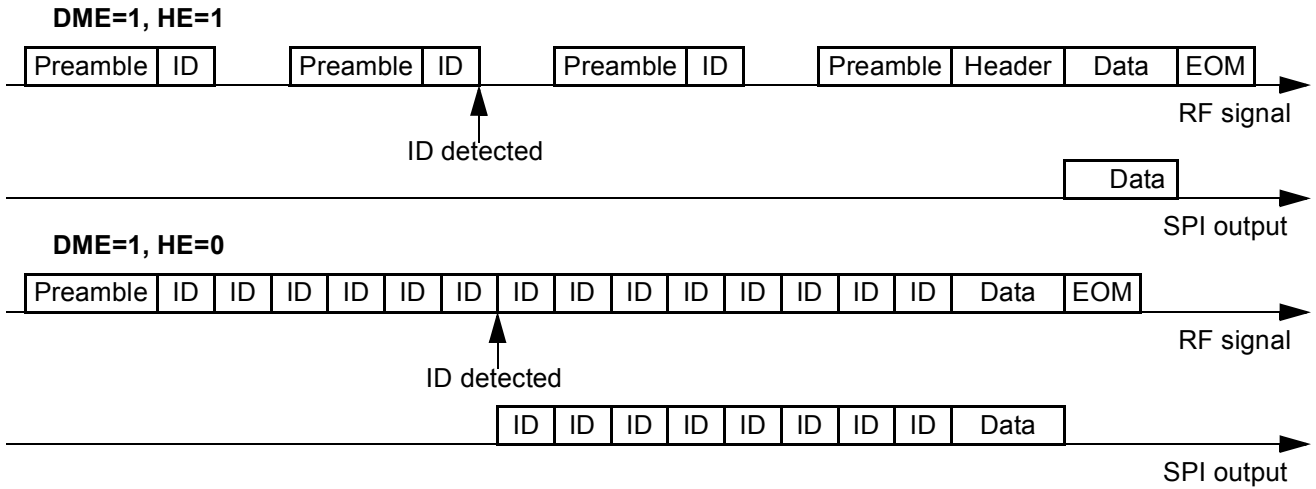 DME=1, HE=1
Preamble ID Preamble ID Preamble ID Preamble Header Data EOM
RF signal
ID detected
Data
SPI output
DME=1, HE=0
Preamble ID ID ID ID ID ID ID ID ID ID ID ID ID ID Data EOM
RF signal
ID detected
ID ID ID ID ID ID ID ID Data
SPI output